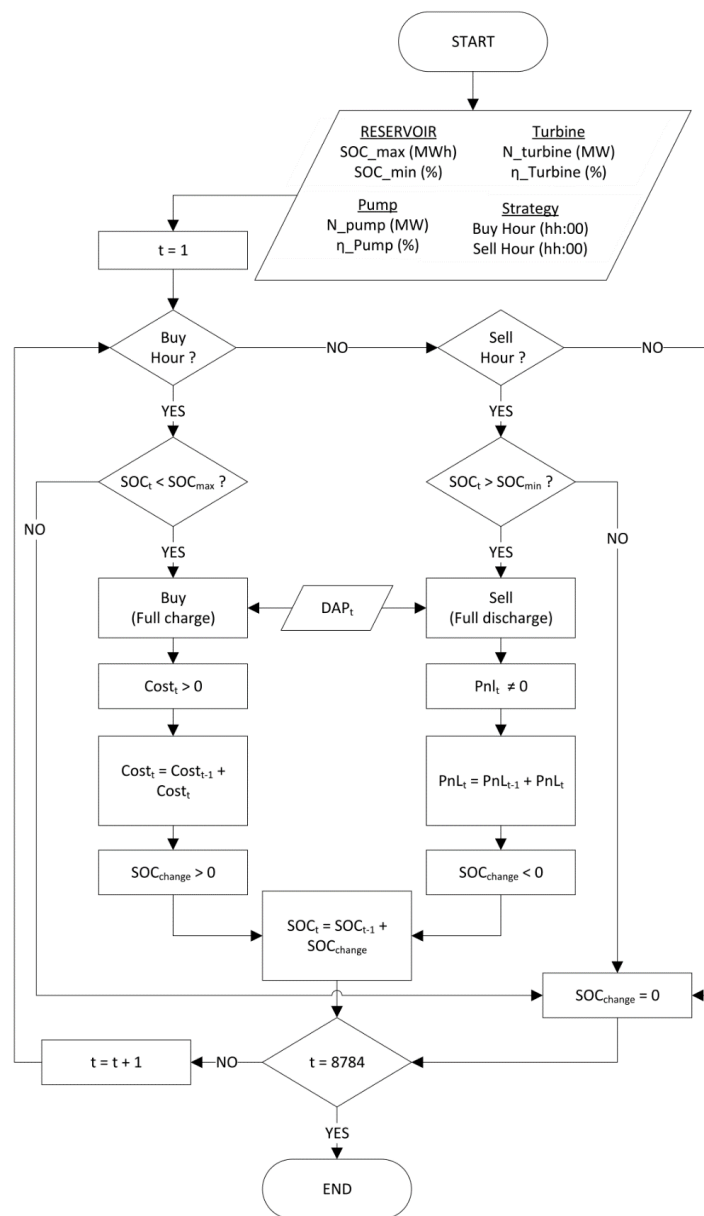 START
RESERVOIR
SOC_max (MWh)
SOC_min (%)
Turbine
N_turbine (MW)
η_Turbine (%)
Pump
N_pump (MW)
η_Pump (%)
Strategy
Buy Hour (hh:00)
Sell Hour (hh:00)
t = 1
Buy
Hour ?
NO
Sell
Hour ?
NO
YES
YES
SOCt < SOCmax ?
SOCt > SOCmin ?
NO
NO
YES
YES
Buy
(Full charge)
DAPt
Sell
(Full discharge)
Costt > 0
Pnlt ≠ 0
Costt = Costt-1 +
Costt
PnLt = PnLt-1 + PnLt
SOCchange > 0
SOCchange < 0
SOCt = SOCt-1 +
SOCchange
SOCchange = 0
t = t + 1
NO
t = 8784
YES
END